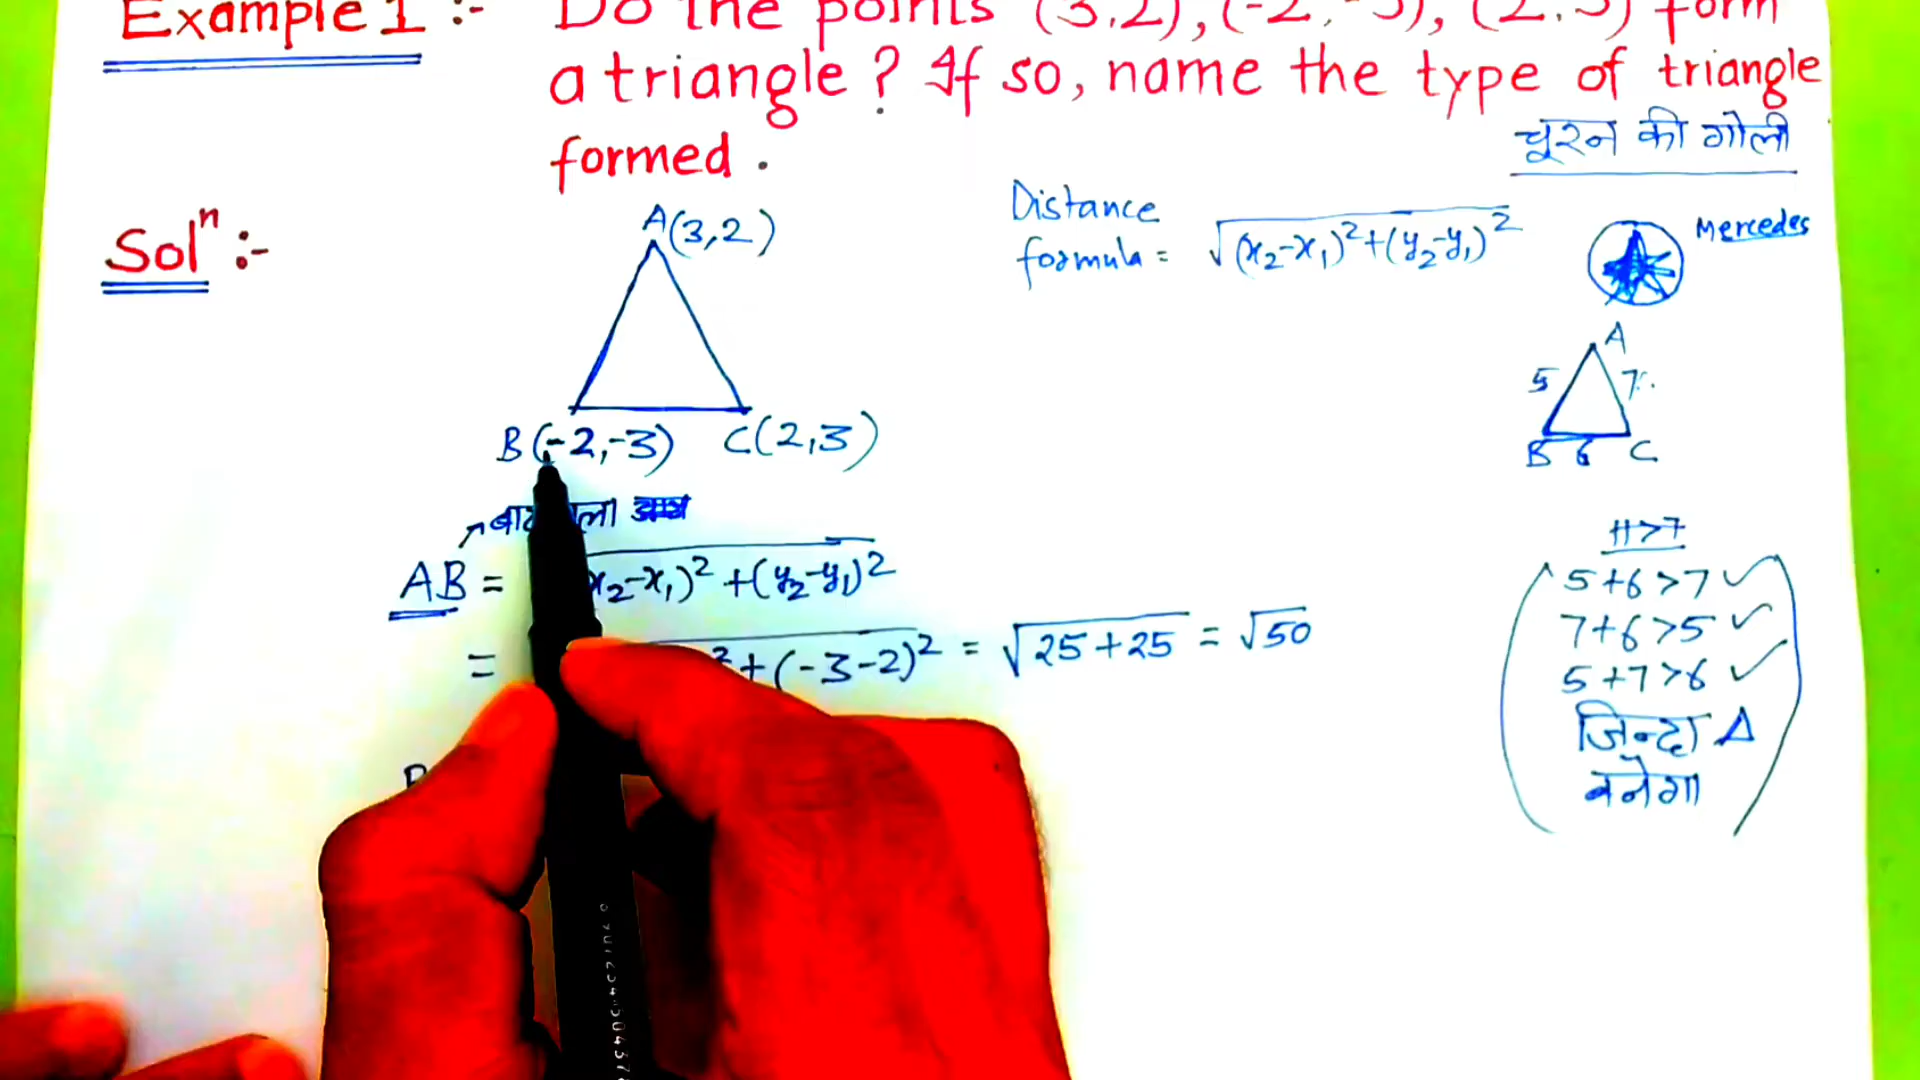 Example 1 :- Do the points (3,2), (-2,-3), (2,3) form
a triangle? If so, name the type of triangle
formed.
चूरन की गोली
Solⁿ :-
A(3,2)
Distance
formula = √(x₂-x₁)²+(y₂-y₁)²
Mercedes
A
5 7
B 6 C
B(-2,-3) C(2,3)
AB = x₂-x₁)²+(y₂-y₁)²
= ²+(-3-2)² = √25+25 = √50
11>7
5+6>7 ✓
7+6>5 ✓
5+7>6 ✓
जिन्दा Δ
बनेगा